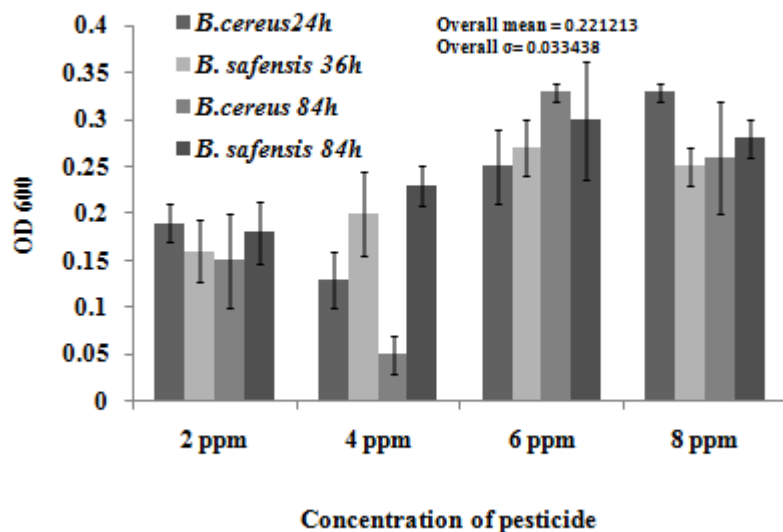 B.cereus24h
B. safensis 36h
B.cereus 84h
B. safensis 84h
Overall mean = 0.221213
Overall σ= 0.033438
OD 600
0.4
0.35
0.3
0.25
0.2
0.15
0.1
0.05
0
2 ppm
4 ppm
6 ppm
8 ppm
Concentration of pesticide